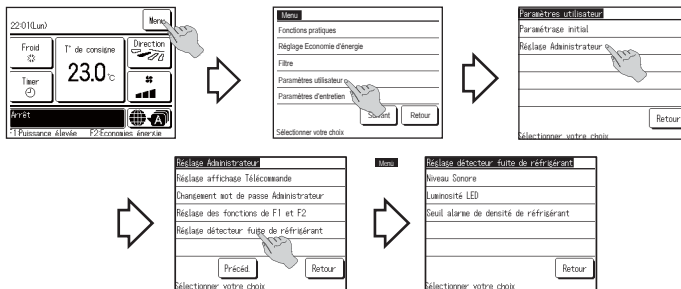 22:01(Lun)
Menu
Froid
T° de consigne
Direction
23.0 °C
Timer
Arrêt
F1:Puissance élevée F2:Economies énergie
Menu
Fonctions pratiques
Réglage Economie d'énergie
Filtre
Paramètres utilisateur
Paramètres d'entretien
Suivant
Retour
Sélectionner votre choix
Paramètres utilisateur
Paramétrage initial
Réglage Administrateur
Retour
Sélectionner votre choix
Réglage Administrateur
Réglage affichage Télécommande
Changement mot de passe Administrateur
Réglage des fonctions de F1 et F2
Réglage détecteur fuite de réfrigérant
Précéd.
Retour
Sélectionner votre choix
Menu
Réglage détecteur fuite de réfrigérant
Niveau Sonore
Luminosité LED
Seuil alarme de densité de réfrigérant
Retour
Sélectionner votre choix